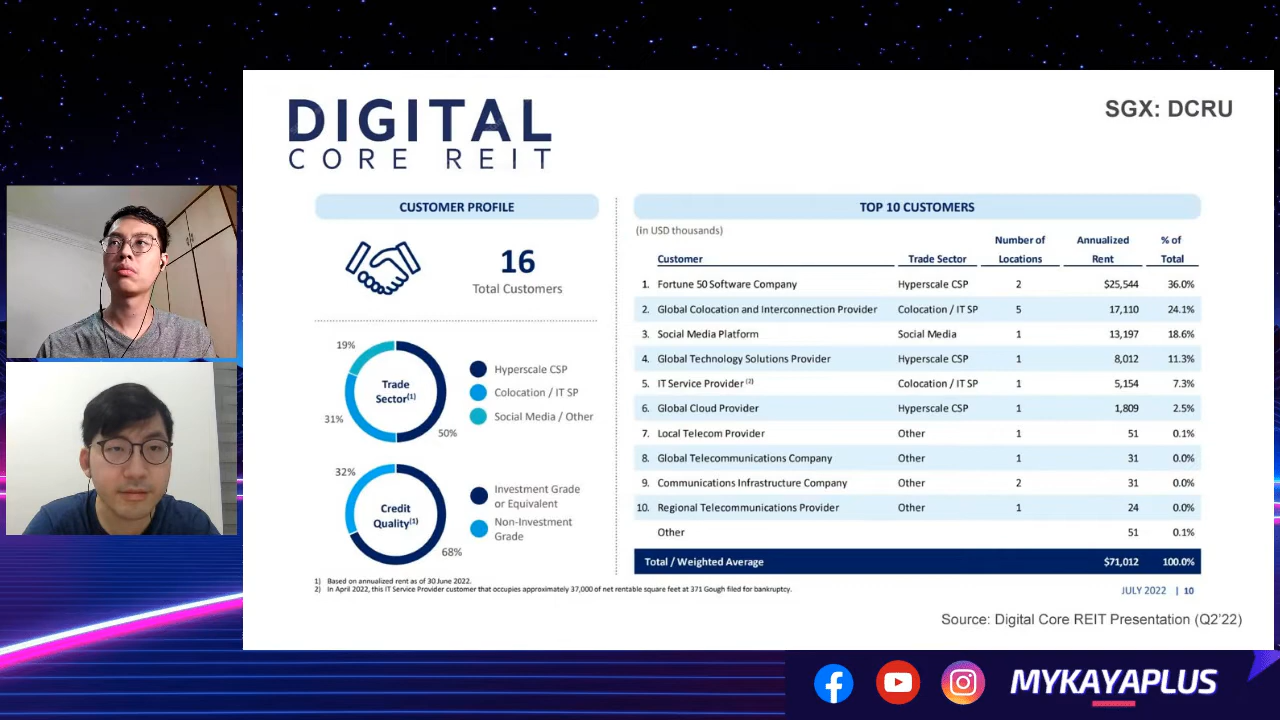 DIGITAL
CORE REIT
SGX: DCRU
CUSTOMER PROFILE
16
Total Customers
19%
31%
50%
Trade
Sector(1)
Hyperscale CSP
Colocation / IT SP
Social Media / Other
32%
68%
Credit
Quality(1)
Investment Grade
or Equivalent
Non-Investment
Grade
TOP 10 CUSTOMERS
(in USD thousands)
Customer Trade Sector Number of Locations Annualized Rent % of Total
1. Fortune 50 Software Company Hyperscale CSP 2 $25,544 36.0%
2. Global Colocation and Interconnection Provider Colocation / IT SP 5 17,110 24.1%
3. Social Media Platform Social Media 1 13,197 18.6%
4. Global Technology Solutions Provider Hyperscale CSP 1 8,012 11.3%
5. IT Service Provider (2) Colocation / IT SP 1 5,154 7.3%
6. Global Cloud Provider Hyperscale CSP 1 1,809 2.5%
7. Local Telecom Provider Other 1 51 0.1%
8. Global Telecommunications Company Other 1 31 0.0%
9. Communications Infrastructure Company Other 2 31 0.0%
10. Regional Telecommunications Provider Other 1 24 0.0%
Other 51 0.1%
Total / Weighted Average $71,012 100.0%
1) Based on annualized rent as of 30 June 2022.
2) In April 2022, this IT Service Provider customer that occupies approximately 37,000 of net rentable square feet at 371 Gough filed for bankruptcy.
JULY 2022 | 10
Source: Digital Core REIT Presentation (Q2'22)
MYKAYAPLUS